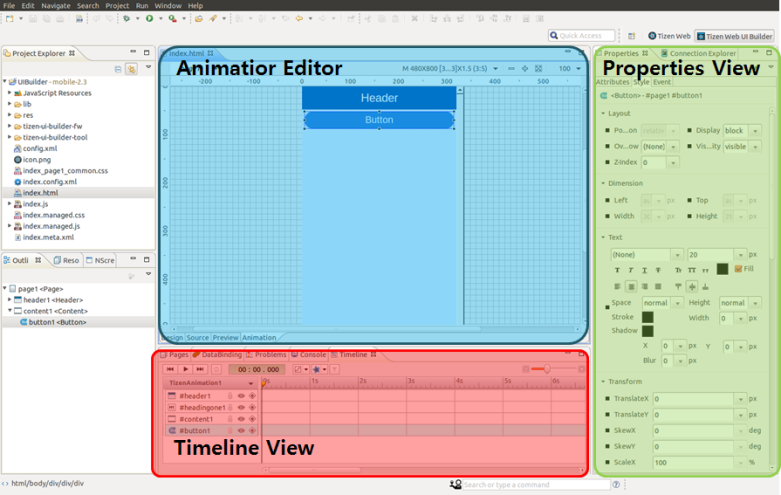 File Edit Navigate Search Project Run Window Help
Quick Access
Tizen Web
Tizen Web UI Builder
Project Explorer
UIBuilder - mobile-2.3
JavaScript Resources
lib
res
tizen-ui-builder-fw
tizen-ui-builder-tool
config.xml
icon.png
index_page1_common.css
index.config.xml
index.html
index.js
index.managed.css
index.managed.js
index.meta.xml
Outli Reso NScre
page1 <Page>
header1 <Header>
content1 <Content>
button1 <Button>
index.html
Animatior Editor
M 480X800 [3...3]X1.5 (3:5) 100
-200 -100 0 100 200 300 400 500
0
100
200
300
400
Header
Button
Design Source Preview Animation
Pages DataBinding Problems Console Timeline
00 : 00 . 000
TizenAnimation1
0s 1s 2s 3s 4s 5s 6s
#header1
#headingone1
#content1
#button1
Timeline View
Properties Connection Explorer
Properties View
Attributes Style Event
<Button> - #page1 #button1
Layout
Po...on relativ Display block
Ov...ow (None) Vis...ity visible
Z-Index 0
Dimension
Left px Top px
Width px Height px
Text
(None) 20 px
T T T T Tt TT TT Fill
Space normal Height normal
Stroke Width 0 px
Shadow
X 0 px Y 0 px
Blur 0 px
Transform
TranslateX 0 px
TranslateY 0 px
SkewX 0 deg
SkewY 0 deg
ScaleX 100 %
html/body/div/div/div
Search or type a command